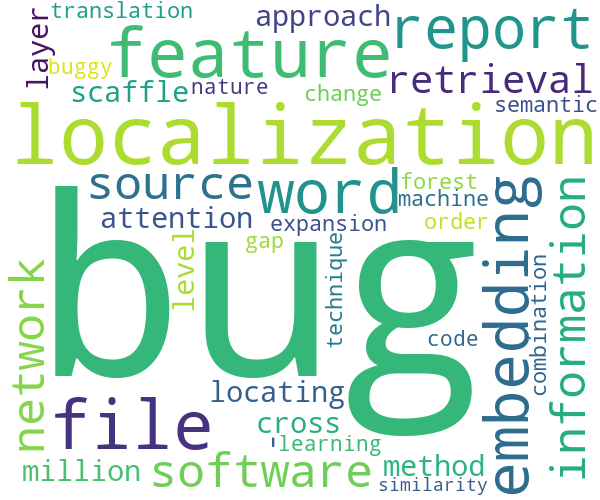 translation
approach
report
layer
feature
buggy
retrieval
scaffle
nature
change
semantic
localization
source
word
forest
machine
attention
expansion
order
bug
gap
level
technique
network
embedding
information
combination
code
locating
file
cross
learning
million
software
method
similarity